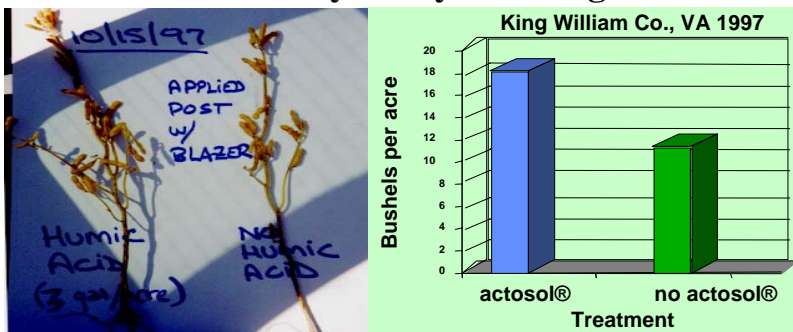 10/15/97
APPLIED
POST
W/
BLAZER
HUMIC
ACID
(3 gal/acre)
NO
HUMIC
ACID
King William Co., VA 1997
Bushels per acre
20
18
16
14
12
10
8
6
4
2
0
actosol®
no actosol®
Treatment